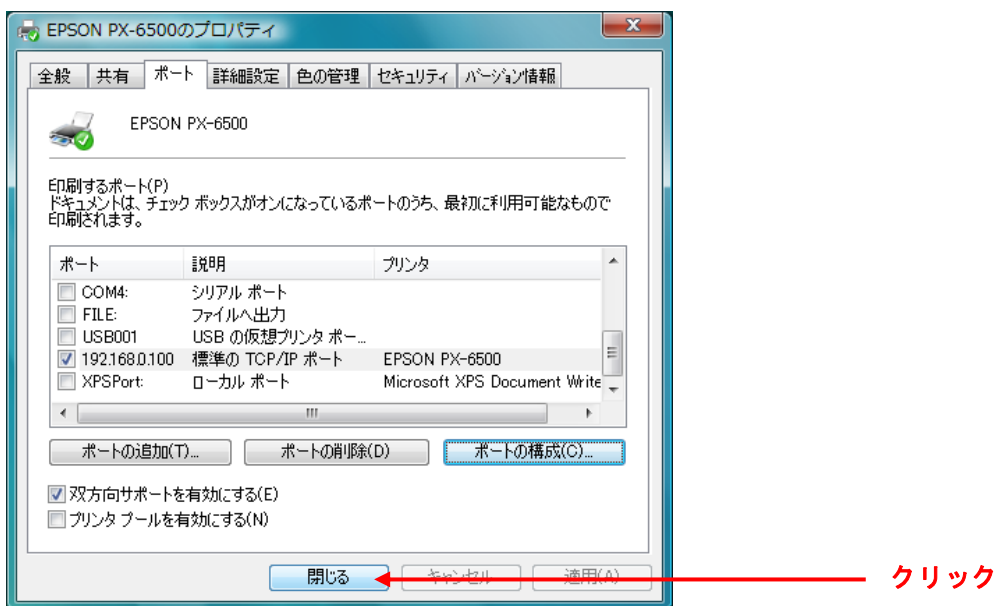 EPSON PX-6500のプロパティ
全般 共有 ポート 詳細設定 色の管理 セキュリティ バージョン情報
EPSON PX-6500
印刷するポート(P)
ドキュメントは、チェック ボックスがオンになっているポートのうち、最初に利用可能なもので
印刷されます。
ポート 説明 プリンタ
COM4: シリアル ポート
FILE: ファイルへ出力
USB001 USB の仮想プリンタ ポー...
192.168.0.100 標準の TCP/IP ポート EPSON PX-6500
XPSPort: ローカル ポート Microsoft XPS Document Write
ポートの追加(T)... ポートの削除(D) ポートの構成(C)...
双方向サポートを有効にする(E)
プリンタ プールを有効にする(N)
閉じる キャンセル 適用(A) クリック